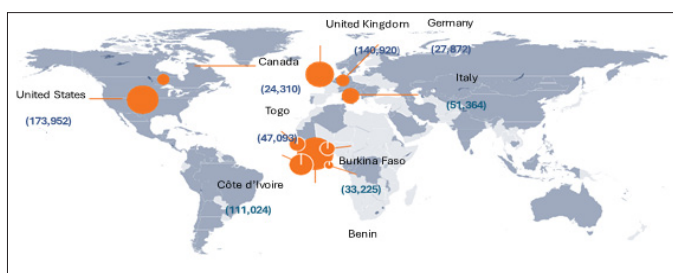 United Kingdom
Germany
(140,920)
(27,872)
Canada
(24,310)
Italy
(51,364)
United States
(173,952)
Togo
(47,093)
Burkina Faso
(33,225)
Côte d'Ivoire
(111,024)
Benin